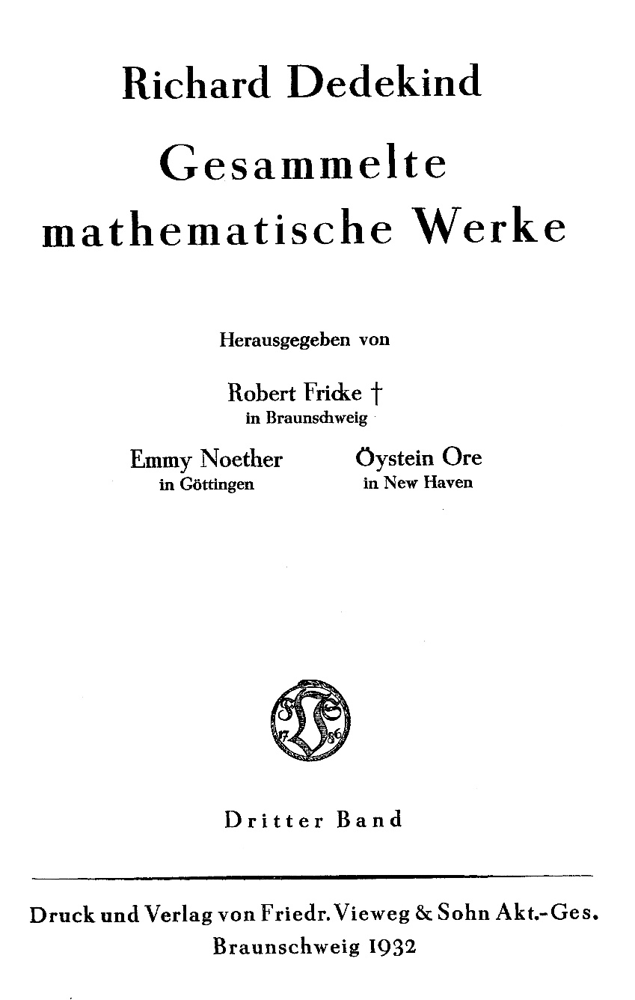 Richard Dedekind
Gesammelte
mathematische Werke
Herausgegeben von
Robert Fricke †
in Braunschweig
Emmy Noether
in Göttingen
Öystein Ore
in New Haven
17 86
Dritter Band
Druck und Verlag von Friedr. Vieweg & Sohn Akt.-Ges.
Braunschweig 1932